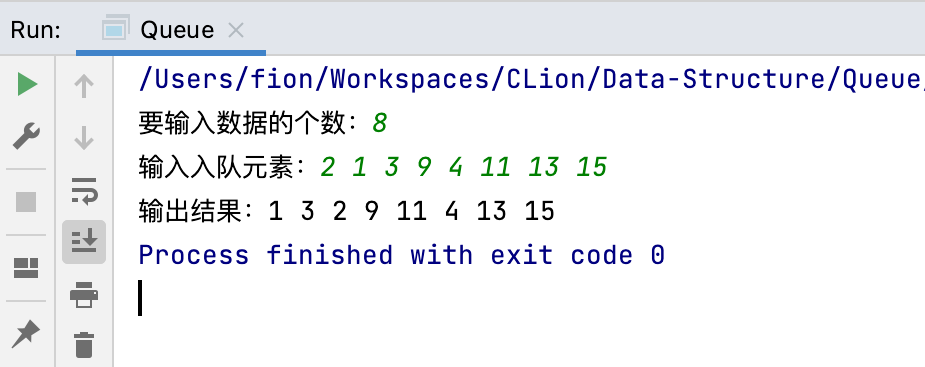 Run: Queue
/Users/fion/Workspaces/CLion/Data-Structure/Queue/
要输入数据的个数：8
输入入队元素：2 1 3 9 4 11 13 15
输出结果：1 3 2 9 11 4 13 15
Process finished with exit code 0